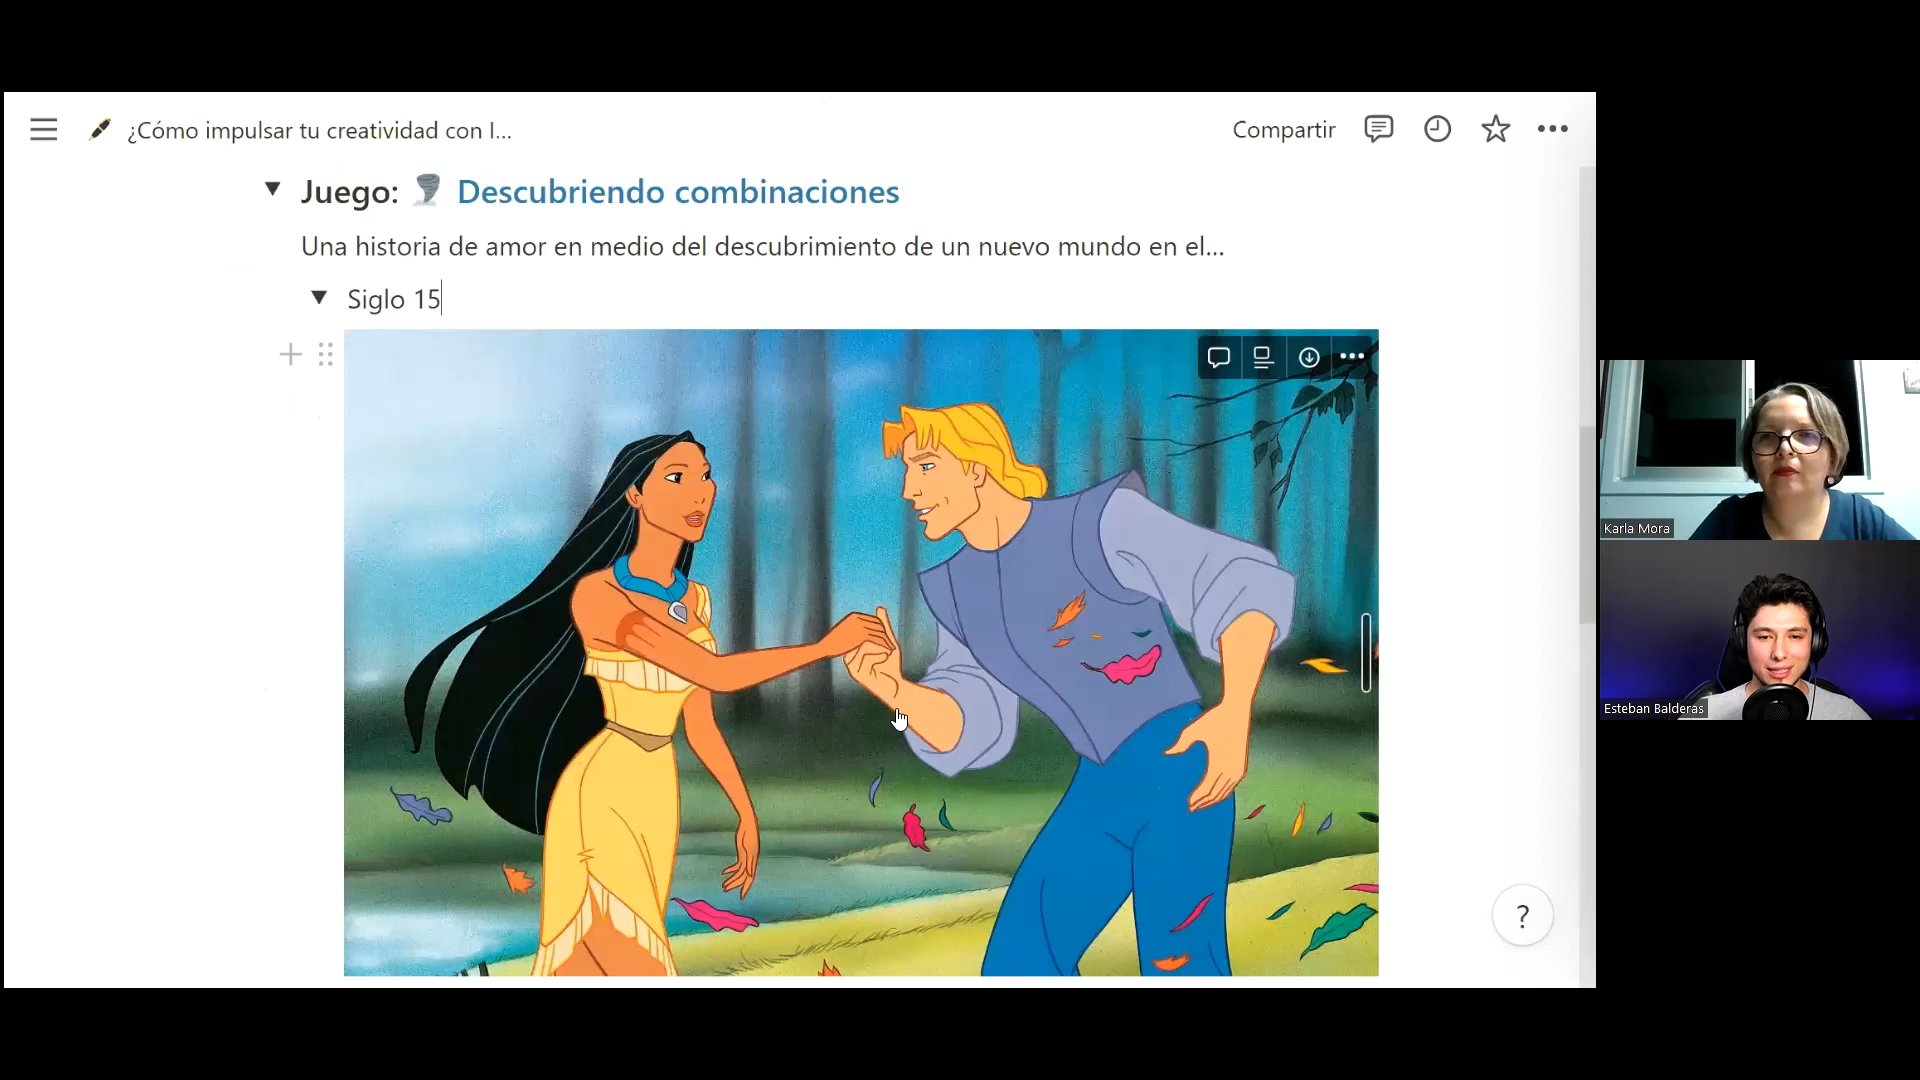 ¿Cómo impulsar tu creatividad con I...
Compartir
Juego: Descubriendo combinaciones
Una historia de amor en medio del descubrimiento de un nuevo mundo en el...
Siglo 15
?
Karla Mora
Esteban Balderas